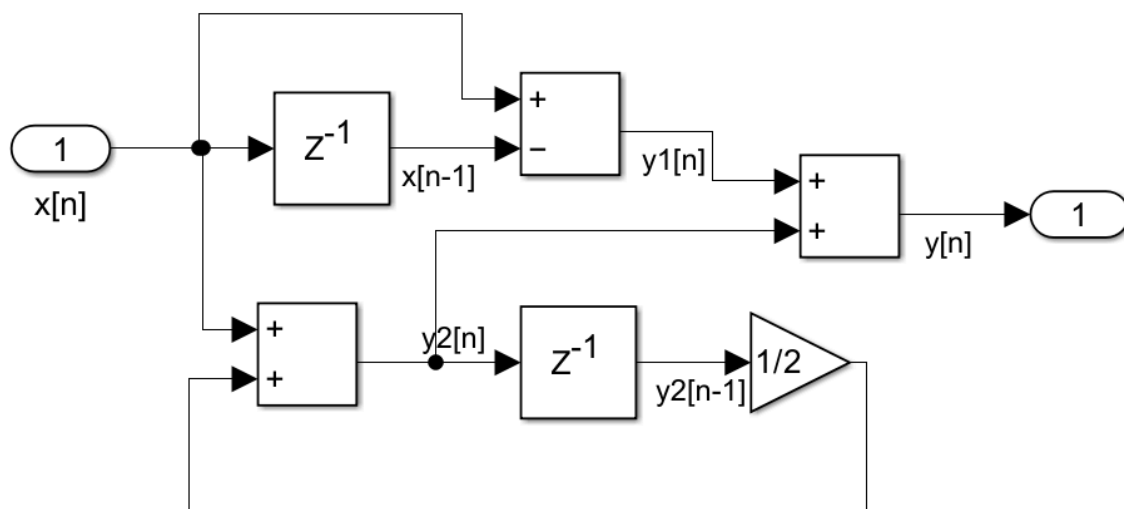 1
x[n]
Z^-1
x[n-1]
+
−
y1[n]
+
+
y[n]
1
+
+
y2[n]
Z^-1
y2[n-1]
1/2